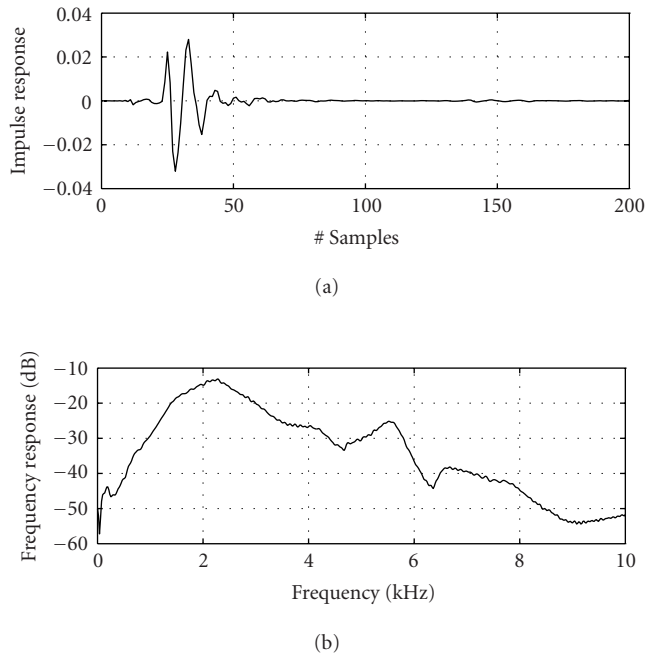 0.04
0.02
0
−0.02
−0.04
Impulse response
0 50 100 150 200
# Samples
(a)
−10
−20
−30
−40
−50
−60
Frequency response (dB)
0 2 4 6 8 10
Frequency (kHz)
(b)